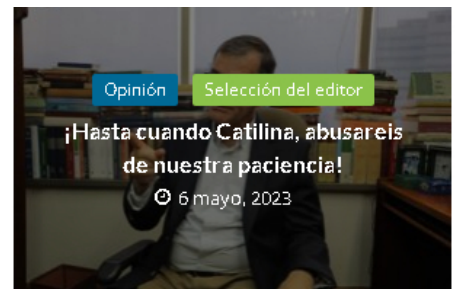 Opinión Selección del editor
¡Hasta cuando Catilina, abusareis
de nuestra paciencia!
6 mayo, 2023